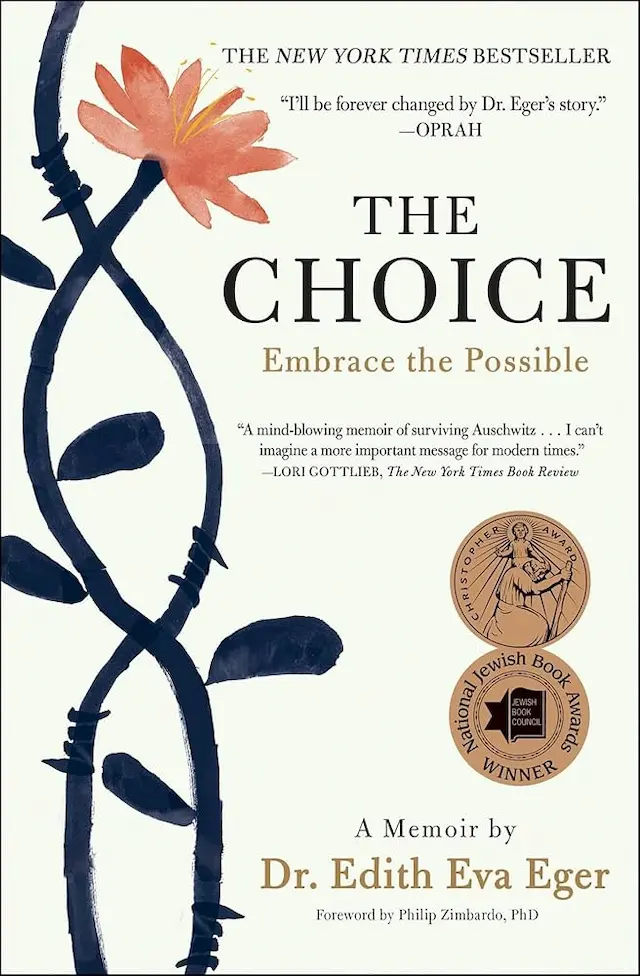 THE NEW YORK TIMES BESTSELLER
“I’ll be forever changed by Dr. Eger’s story.”
—OPRAH
THE
CHOICE
Embrace the Possible
“A mind-blowing memoir of surviving Auschwitz . . . I can’t
imagine a more important message for modern times.”
—LORI GOTTLIEB, The New York Times Book Review
CHRISTOPHER AWARD
National Jewish Book Awards
JEWISH
BOOK
COUNCIL
WINNER
A Memoir by
Dr. Edith Eva Eger
Foreword by Philip Zimbardo, PhD